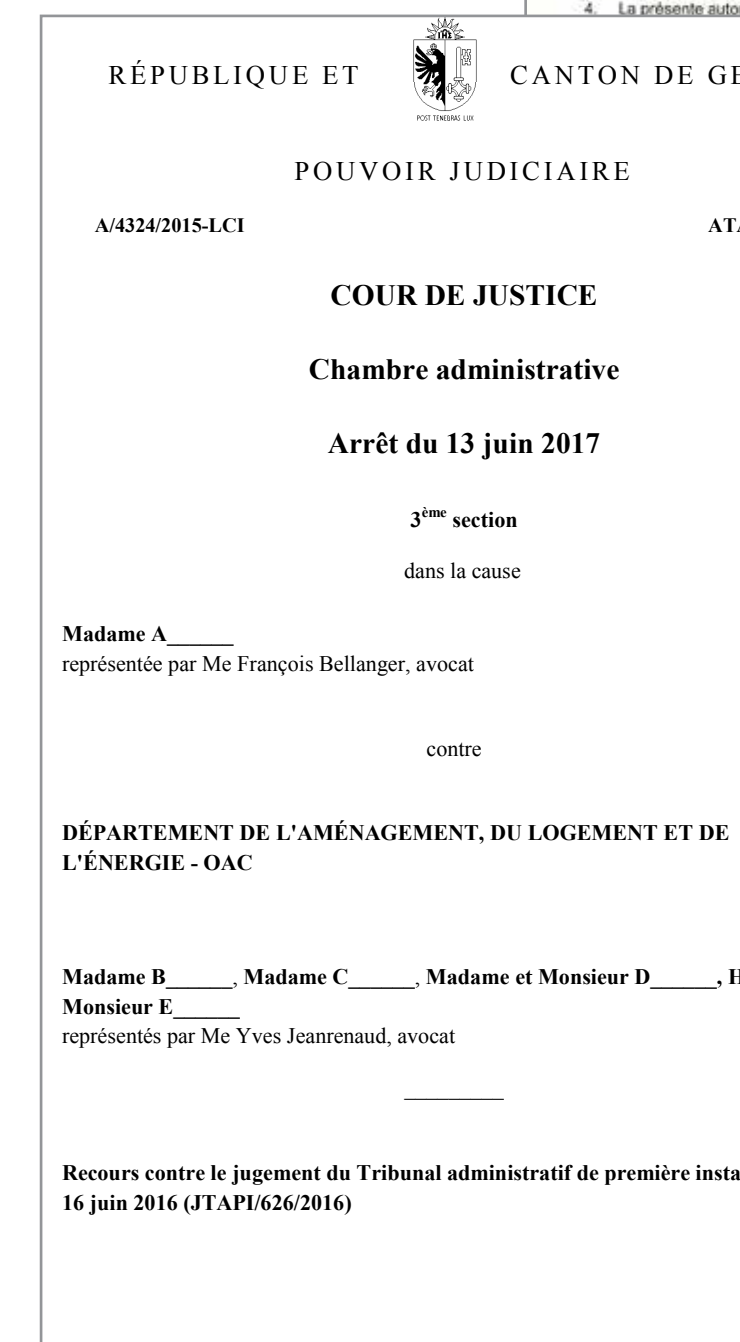 4. La présente auto
RÉPUBLIQUE ET CANTON DE GE
POST TENEBRAS LUX
POUVOIR JUDICIAIRE
A/4324/2015-LCI ATA
COUR DE JUSTICE
Chambre administrative
Arrêt du 13 juin 2017
3ème section
dans la cause
Madame A______
représentée par Me François Bellanger, avocat
contre
DÉPARTEMENT DE L'AMÉNAGEMENT, DU LOGEMENT ET DE
L'ÉNERGIE - OAC
Madame B______, Madame C______, Madame et Monsieur D______, H
Monsieur E______
représentés par Me Yves Jeanrenaud, avocat
Recours contre le jugement du Tribunal administratif de première insta
16 juin 2016 (JTAPI/626/2016)